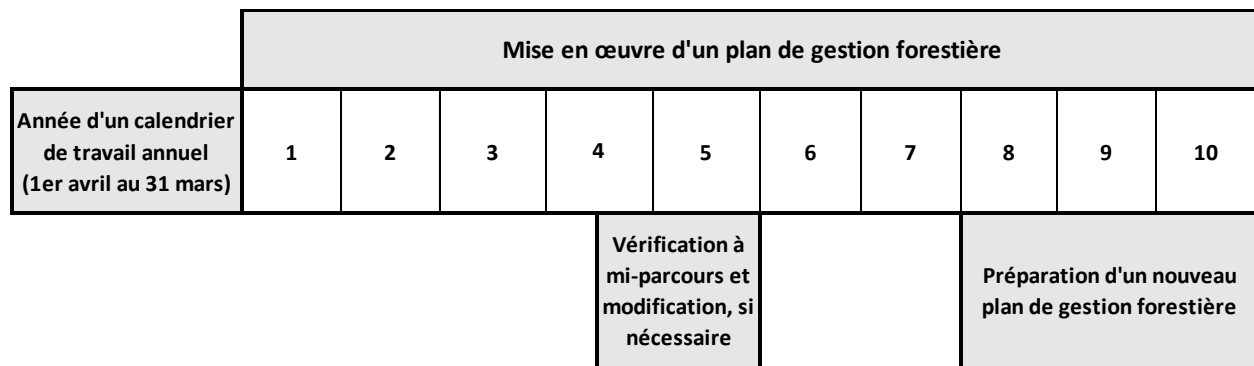 Mise en œuvre d'un plan de gestion forestière
Année d'un calendrier
de travail annuel
(1er avril au 31 mars)
1 2 3 4 5 6 7 8 9 10
Vérification à
mi-parcours et
modification, si
nécessaire
Préparation d'un nouveau
plan de gestion forestière